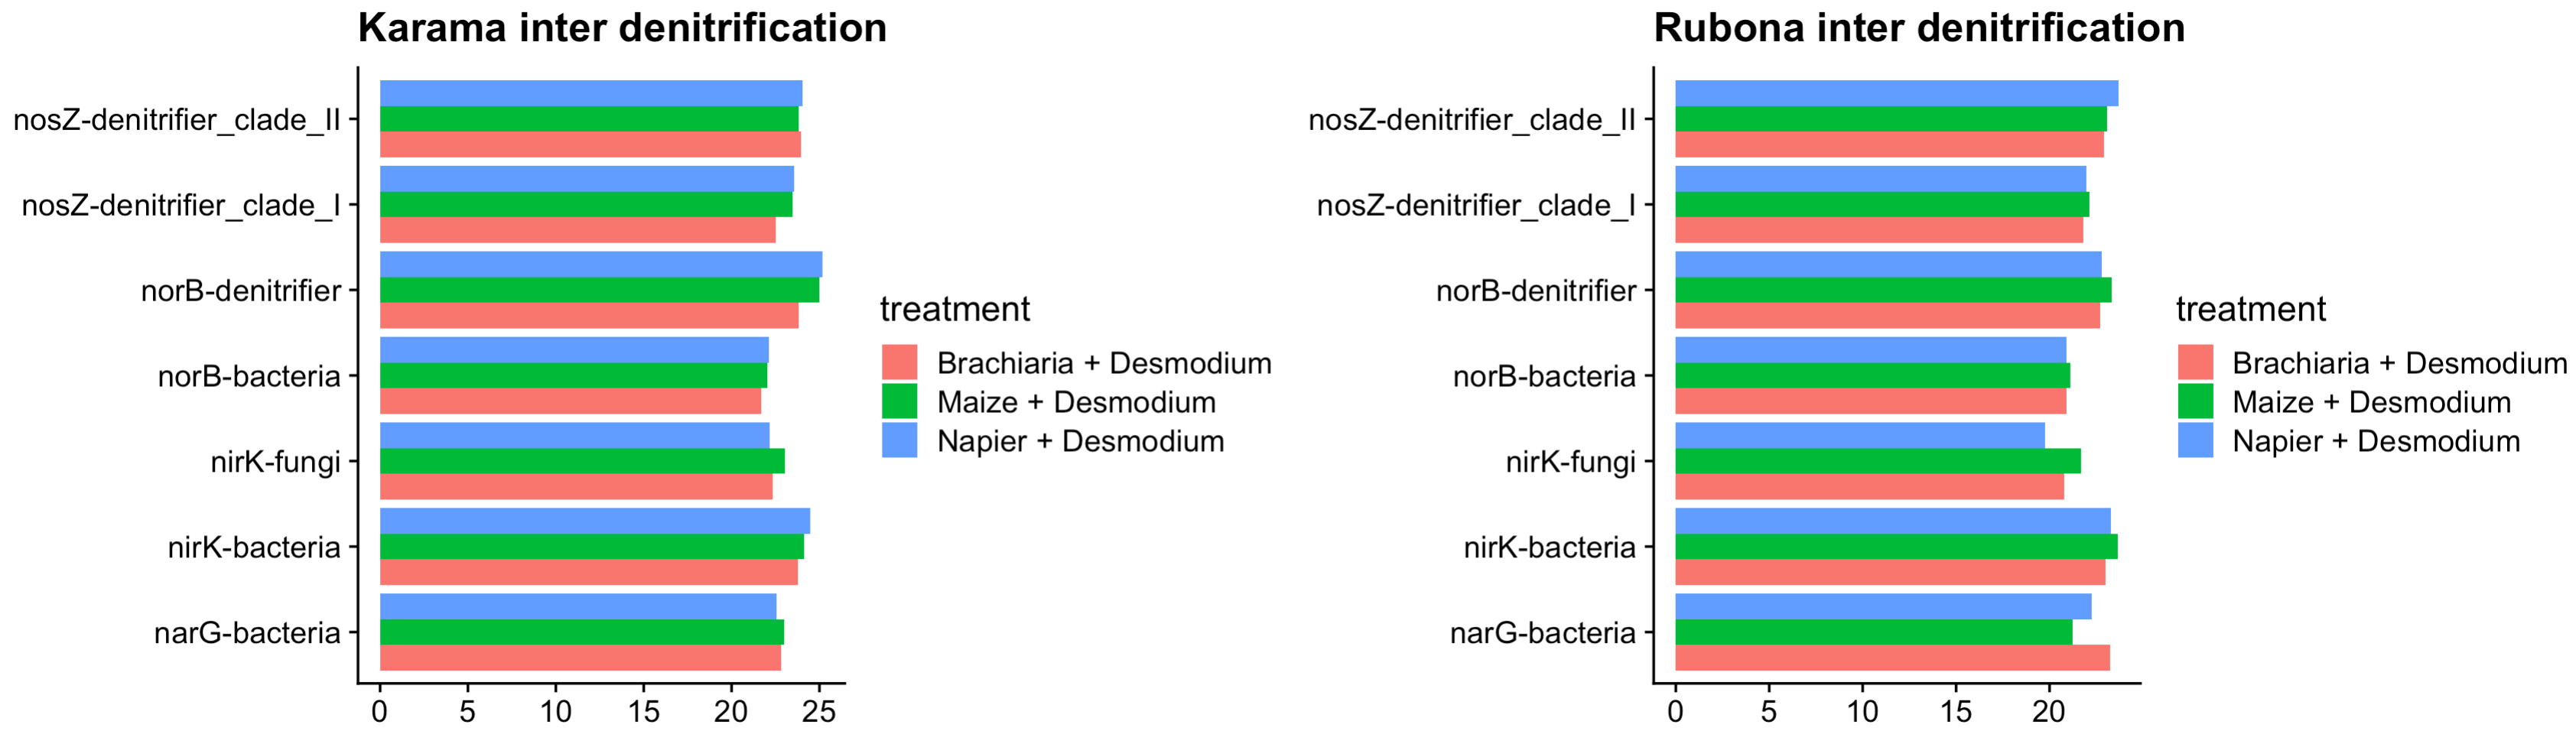 Karama inter denitrification
nosZ-denitrifier_clade_II
nosZ-denitrifier_clade_I
norB-denitrifier
norB-bacteria
nirK-fungi
nirK-bacteria
narG-bacteria
0 5 10 15 20 25
treatment
Brachiaria + Desmodium
Maize + Desmodium
Napier + Desmodium
Rubona inter denitrification
nosZ-denitrifier_clade_II
nosZ-denitrifier_clade_I
norB-denitrifier
norB-bacteria
nirK-fungi
nirK-bacteria
narG-bacteria
0 5 10 15 20
treatment
Brachiaria + Desmodium
Maize + Desmodium
Napier + Desmodium